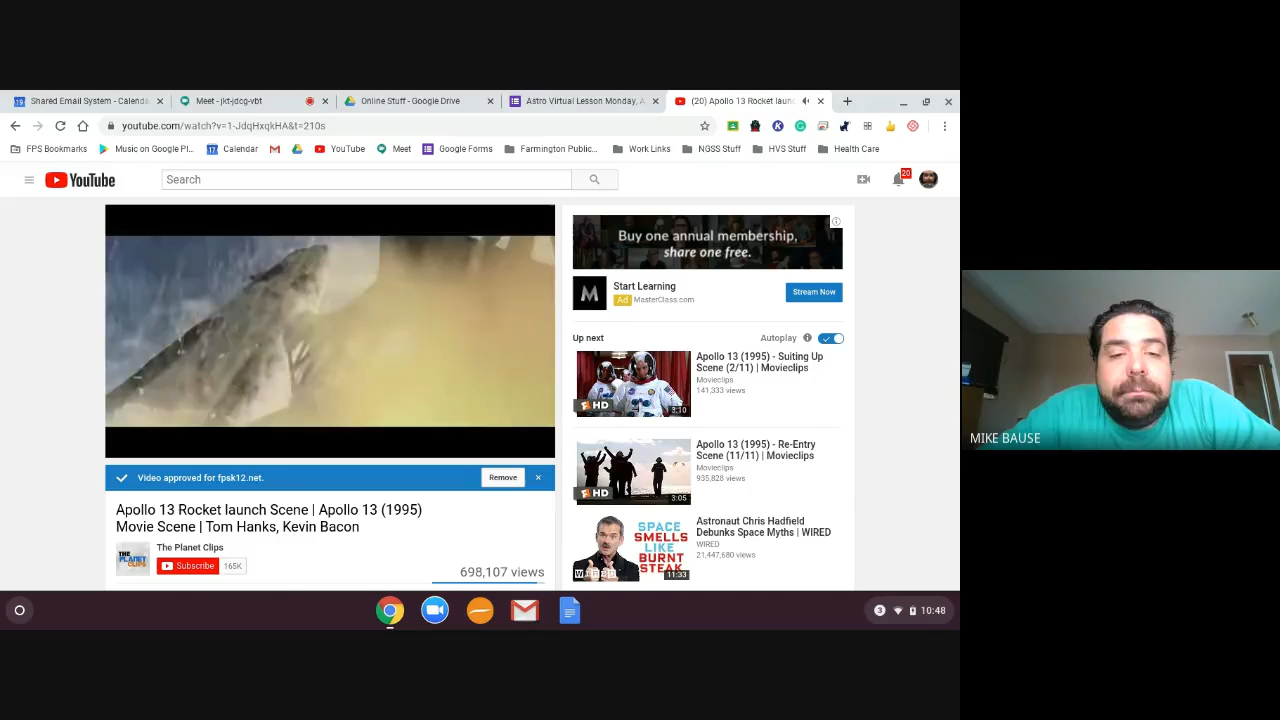 Shared Email System - Calenda
Meet - jkt-jdcg-vbt
Online Stuff - Google Drive
Astro Virtual Lesson Monday, A
(20) Apollo 13 Rocket laun
youtube.com/watch?v=1-JdqHxqkHA&t=210s
FPS Bookmarks
Music on Google Pl...
Calendar
YouTube
Meet
Google Forms
Farmington Public...
Work Links
NGSS Stuff
HVS Stuff
Health Care
YouTube
Search
20
Buy one annual membership,
share one free.
Start Learning
Ad MasterClass.com
Stream Now
Up next
Autoplay
Apollo 13 (1995) - Suiting Up
Scene (2/11) | Movieclips
Movieclips
141,333 views
HD
3:10
Apollo 13 (1995) - Re-Entry
Scene (11/11) | Movieclips
Movieclips
935,828 views
HD
3:05
Astronaut Chris Hadfield
Debunks Space Myths | WIRED
WIRED
21,447,680 views
SPACE
SMELLS
LIKE
BURNT
STEAK
WIRED
11:33
Video approved for fpsk12.net.
Remove
Apollo 13 Rocket launch Scene | Apollo 13 (1995)
Movie Scene | Tom Hanks, Kevin Bacon
THE
PLANET
CLIPS
The Planet Clips
Subscribe 165K
698,107 views
3
10:48
MIKE BAUSE